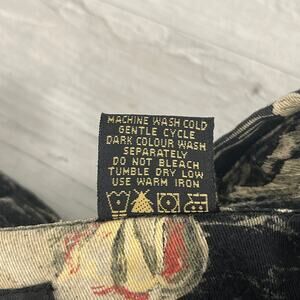 MACHINE WASH COLD
GENTLE CYCLE
DARK COLOUR WASH
SEPARATELY
DO NOT BLEACH
TUMBLE DRY LOW
USE WARM IRON